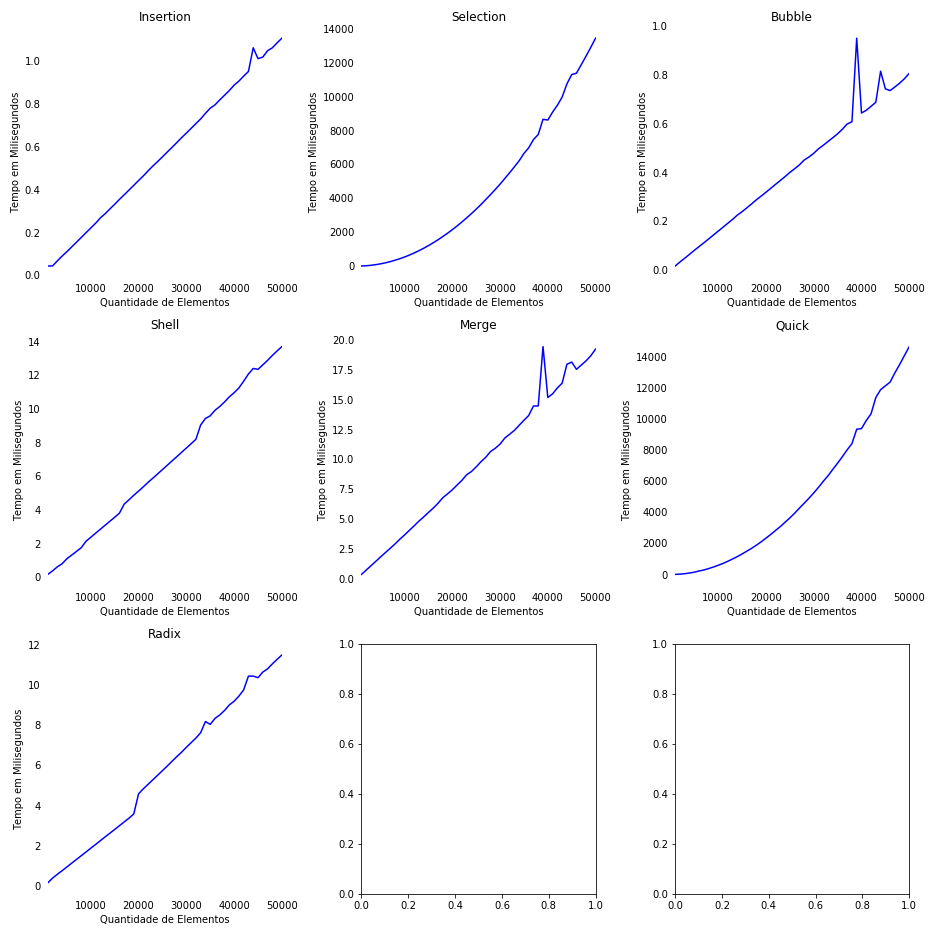 Insertion
Tempo em Milisegundos
1.0
0.8
0.6
0.4
0.2
0.0
10000 20000 30000 40000 50000
Quantidade de Elementos
Selection
Tempo em Milisegundos
14000
12000
10000
8000
6000
4000
2000
0
10000 20000 30000 40000 50000
Quantidade de Elementos
Bubble
Tempo em Milisegundos
1.0
0.8
0.6
0.4
0.2
0.0
10000 20000 30000 40000 50000
Quantidade de Elementos
Shell
Tempo em Milisegundos
14
12
10
8
6
4
2
0
10000 20000 30000 40000 50000
Quantidade de Elementos
Merge
Tempo em Milisegundos
20.0
17.5
15.0
12.5
10.0
7.5
5.0
2.5
0.0
10000 20000 30000 40000 50000
Quantidade de Elementos
Quick
Tempo em Milisegundos
14000
12000
10000
8000
6000
4000
2000
0
10000 20000 30000 40000 50000
Quantidade de Elementos
Radix
Tempo em Milisegundos
12
10
8
6
4
2
0
10000 20000 30000 40000 50000
Quantidade de Elementos
1.0
0.8
0.6
0.4
0.2
0.0
0.0 0.2 0.4 0.6 0.8 1.0
1.0
0.8
0.6
0.4
0.2
0.0
0.0 0.2 0.4 0.6 0.8 1.0